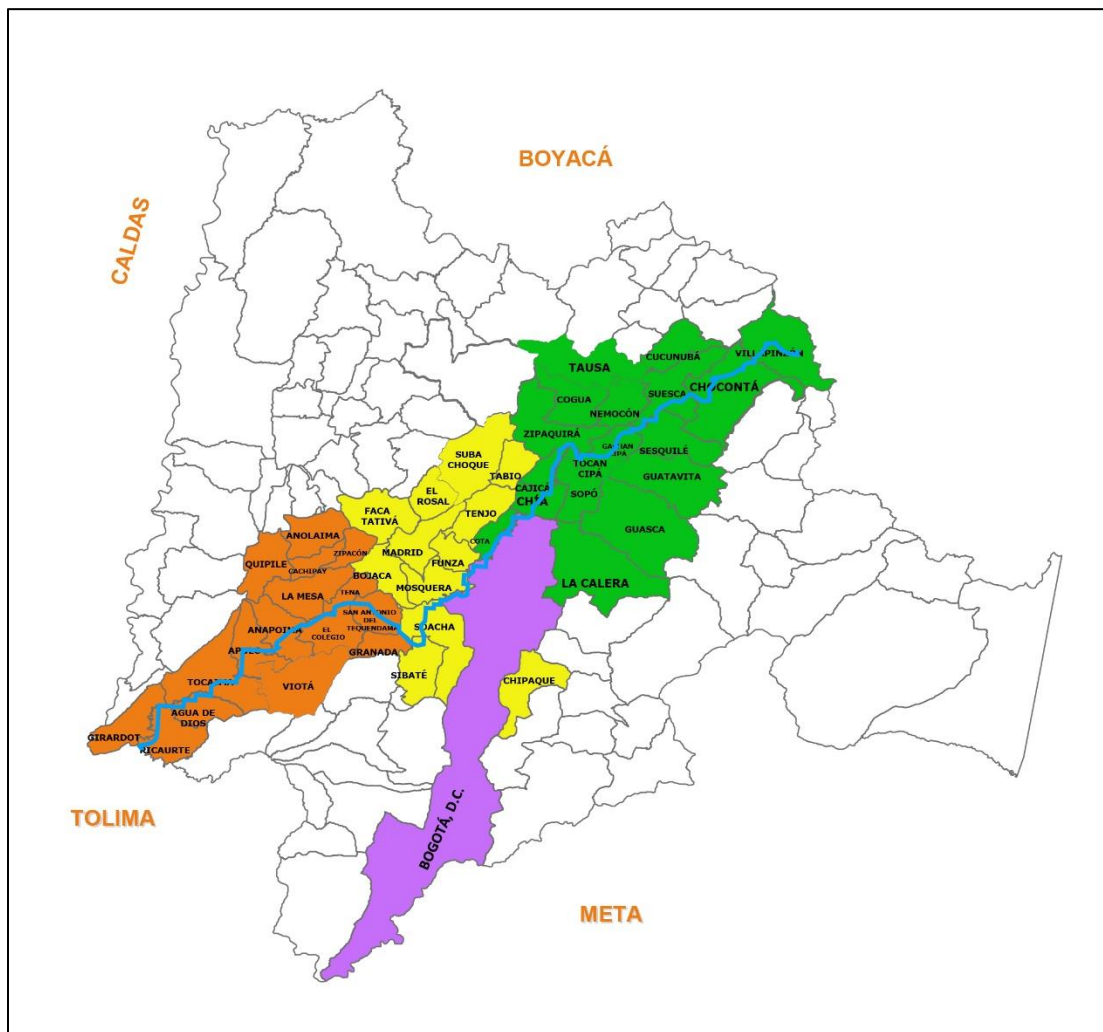 BOYACÁ
CALDAS
VILLAPINZÓN
CUCUNUBÁ
TAUSA
CHOCONTÁ
SUESCA
COGUA
NEMOCÓN
ZIPAQUIRÁ
GACHAN
CIPÁ
SESQUILÉ
SUBA
CHOQUE
TOCAN
CIPÁ
TABIO
GUATAVITA
CAJICÁ
CHÍA
SOPÓ
EL
ROSAL
FACA
TATIVÁ
TENJO
GUASCA
ANOLAIMA
COTA
ZIPACÓN
MADRID
FUNZA
QUIPILE
CACHIPAY
BOJACA
LA CALERA
MOSQUERA
LA MESA
TENA
SAN ANTONIO
DEL
TEQUENDAMA
ANAPOIMA
EL
COLEGIO
SOACHA
APULO
GRANADA
SIBATÉ
CHIPAQUE
TOCAIMA
VIOTÁ
AGUA DE
DIOS
GIRARDOT
RICAURTE
TOLIMA
BOGOTÁ, D.C.
META